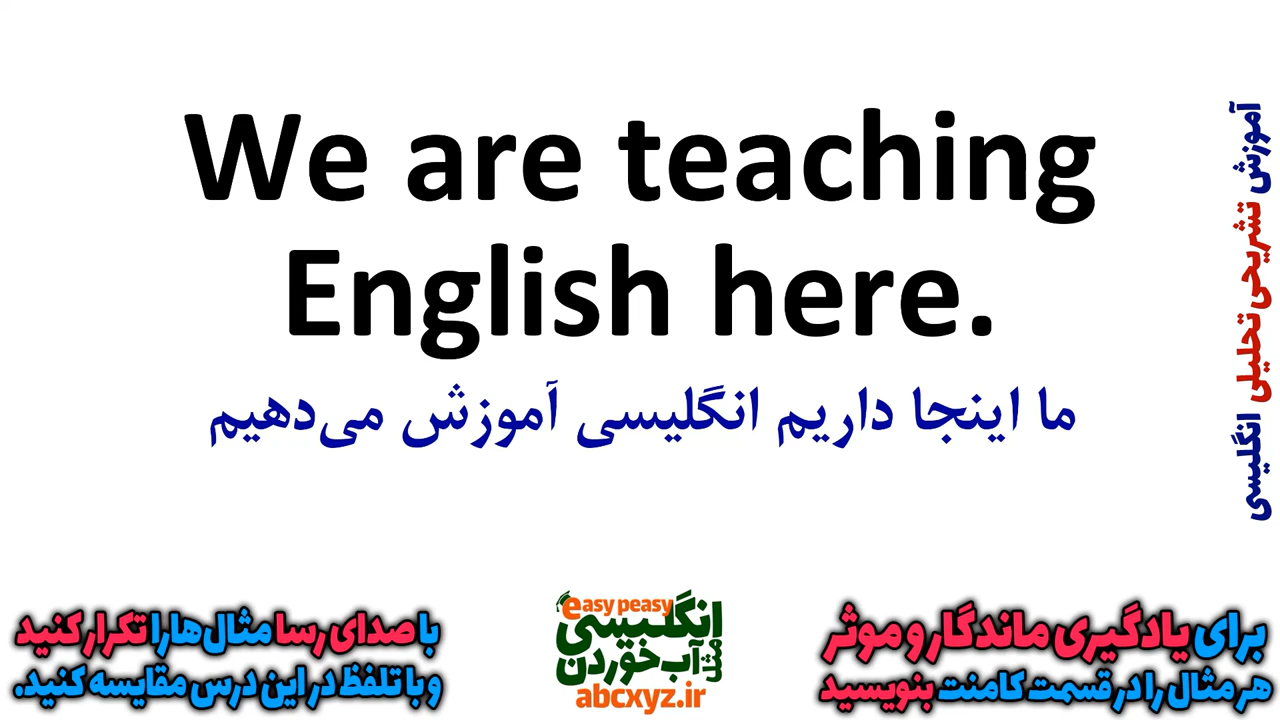 We are teaching
English here.
ما اینجا داریم انگلیسی آموزش می‌دهیم
آموزش تشریحی تحلیلی انگلیسی
برای یادگیری ماندگار و موثر
هر مثال را در قسمت کامنت بنویسید
easy peasy
انگلیسی
مثل
آب خوردن
abcxyz.ir
با صدای رسا مثال‌ها را تکرار کنید
و با تلفظ در این درس مقایسه کنید.